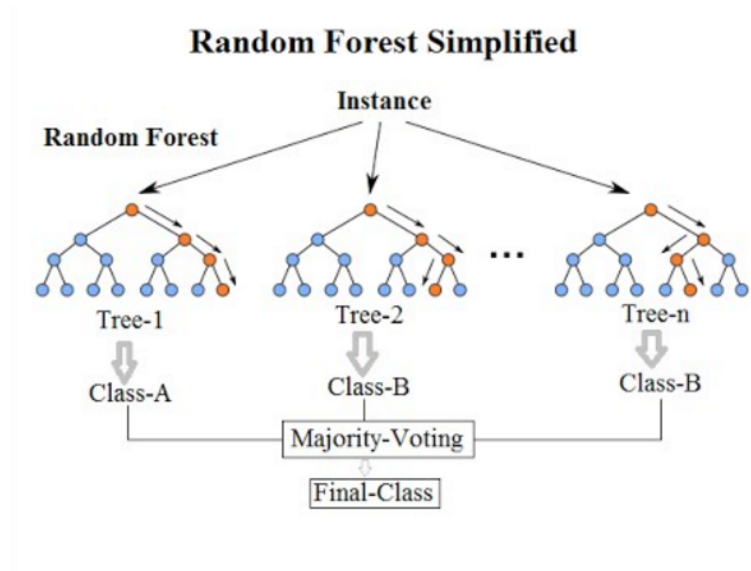 Random Forest Simplified
Instance
Random Forest
...
Tree-1
Tree-2
Tree-n
Class-A
Class-B
Class-B
Majority-Voting
Final-Class